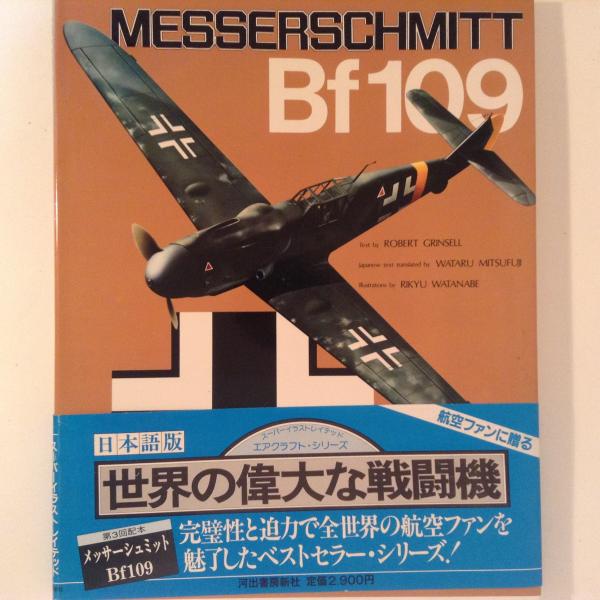 MESSERSCHMITT
Bf109
Text by ROBERT GRINSELL
Japanese text translated by WATARU MITSUFUJI
Illustrations by RIKYU WATANABE
航空ファンに贈る
日本語版
スーパーイラストレイテッド
エアクラフト・シリーズ
世界の偉大な戦闘機
第3回配本
メッサーシュミット
Bf109
完璧性と迫力で全世界の航空ファンを
魅了したベストセラー・シリーズ!
河出書房新社 定価2,900円